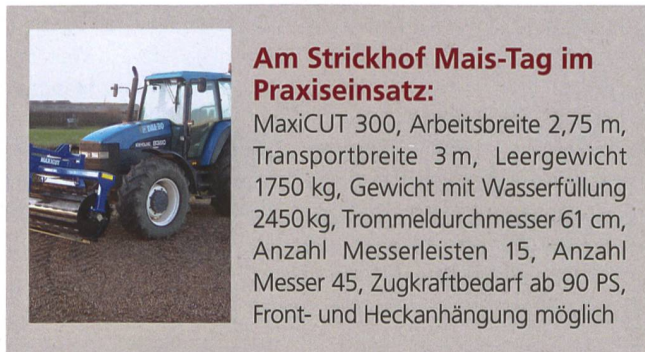 Am Strickhof Mais-Tag im
Praxiseinsatz:
MaxiCUT 300, Arbeitsbreite 2,75 m,
Transportbreite 3 m, Leergewicht
1750 kg, Gewicht mit Wasserfüllung
2450 kg, Trommeldurchmesser 61 cm,
Anzahl Messerleisten 15, Anzahl
Messer 45, Zugkraftbedarf ab 90 PS,
Front- und Heckanhängung möglich
MAXICUT